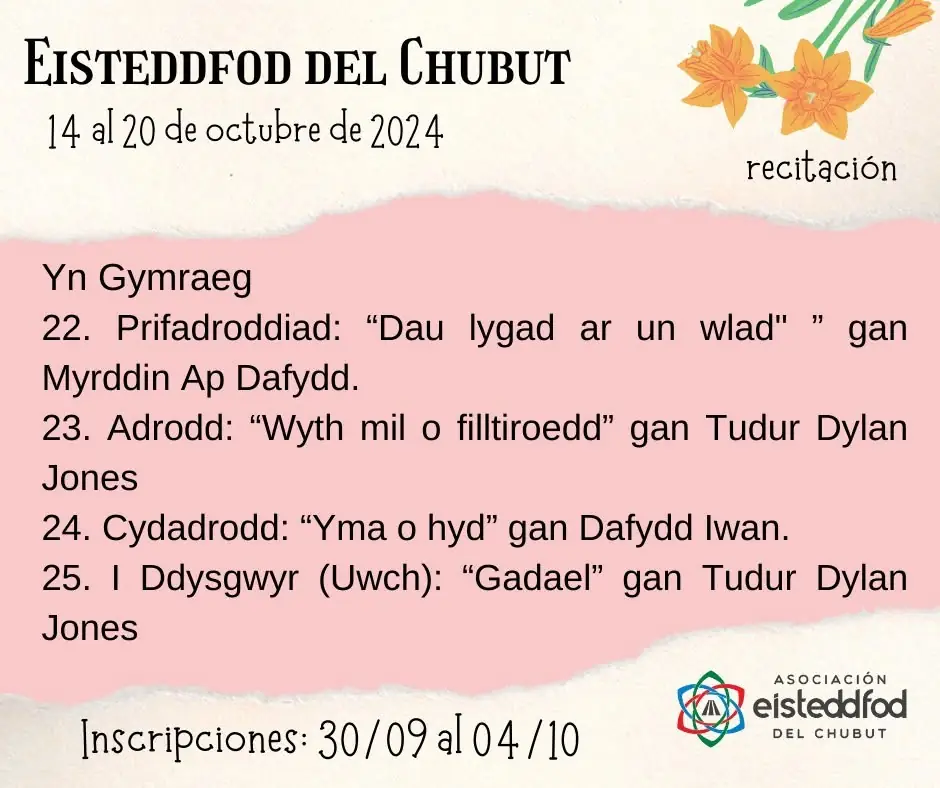 Eisteddfod del Chubut
14 al 20 de octubre de 2024
recitación
Yn Gymraeg
22. Prifadroddiad: “Dau lygad ar un wlad" ” gan
Myrddin Ap Dafydd.
23. Adrodd: “Wyth mil o filltiroedd” gan Tudur Dylan
Jones
24. Cydadrodd: “Yma o hyd” gan Dafydd Iwan.
25. I Ddysgwyr (Uwch): “Gadael” gan Tudur Dylan
Jones
Inscripciones: 30/09 al 04/10
ASOCIACIÓN
eisteddfod
DEL CHUBUT